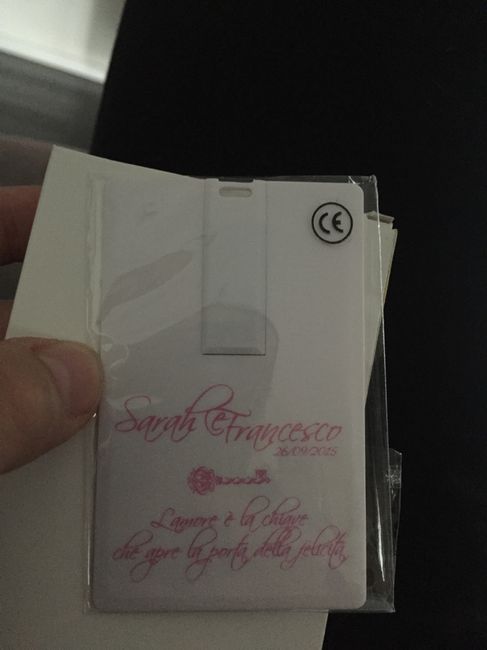 CE
Sarah e Francesco
26/09/2015
L'amore è la chiave
che apre la porta della felicità